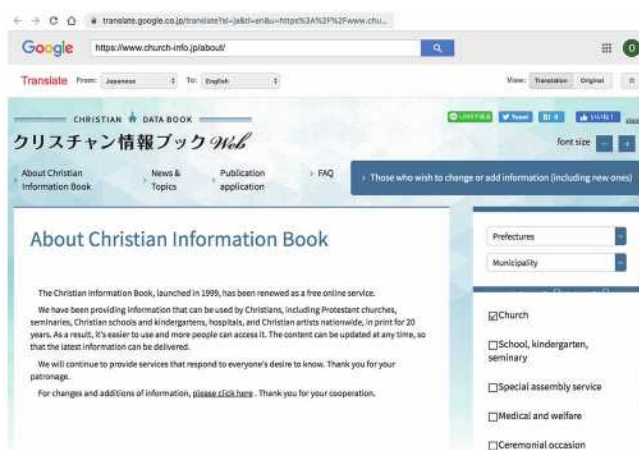 translate.google.co.jp/translate?sl=ja&tl=en&u=https%3A%2F%2Fwww.chu...
Google
https://www.church-info.jp/about/
Translate From: Japanese To: English View: Translation Original
CHRISTIAN DATA BOOK
Tweet
クリスチャン情報ブック Web
font size
About Christian Information Book
News & Topics
Publication application
FAQ
Those who wish to change or add information (including new ones)
About Christian Information Book
Prefectures
Municipality
The Christian Information Book, launched in 1999, has been renewed as a free online service.
We have been providing information that can be used by Christians, including Protestant churches,
seminaries, Christian schools and kindergartens, hospitals, and Christian artists nationwide, in print for 20
years. As a result, it's easier to use and more people can access it. The content can be updated at any time, so
that the latest information can be delivered.
We will continue to provide services that respond to everyone's desire to know. Thank you for your
patronage.
For changes and additions of information, please click here . Thank you for your cooperation.
Church
School, kindergarten,
seminary
Special assembly service
Medical and welfare
Ceremonial occasion